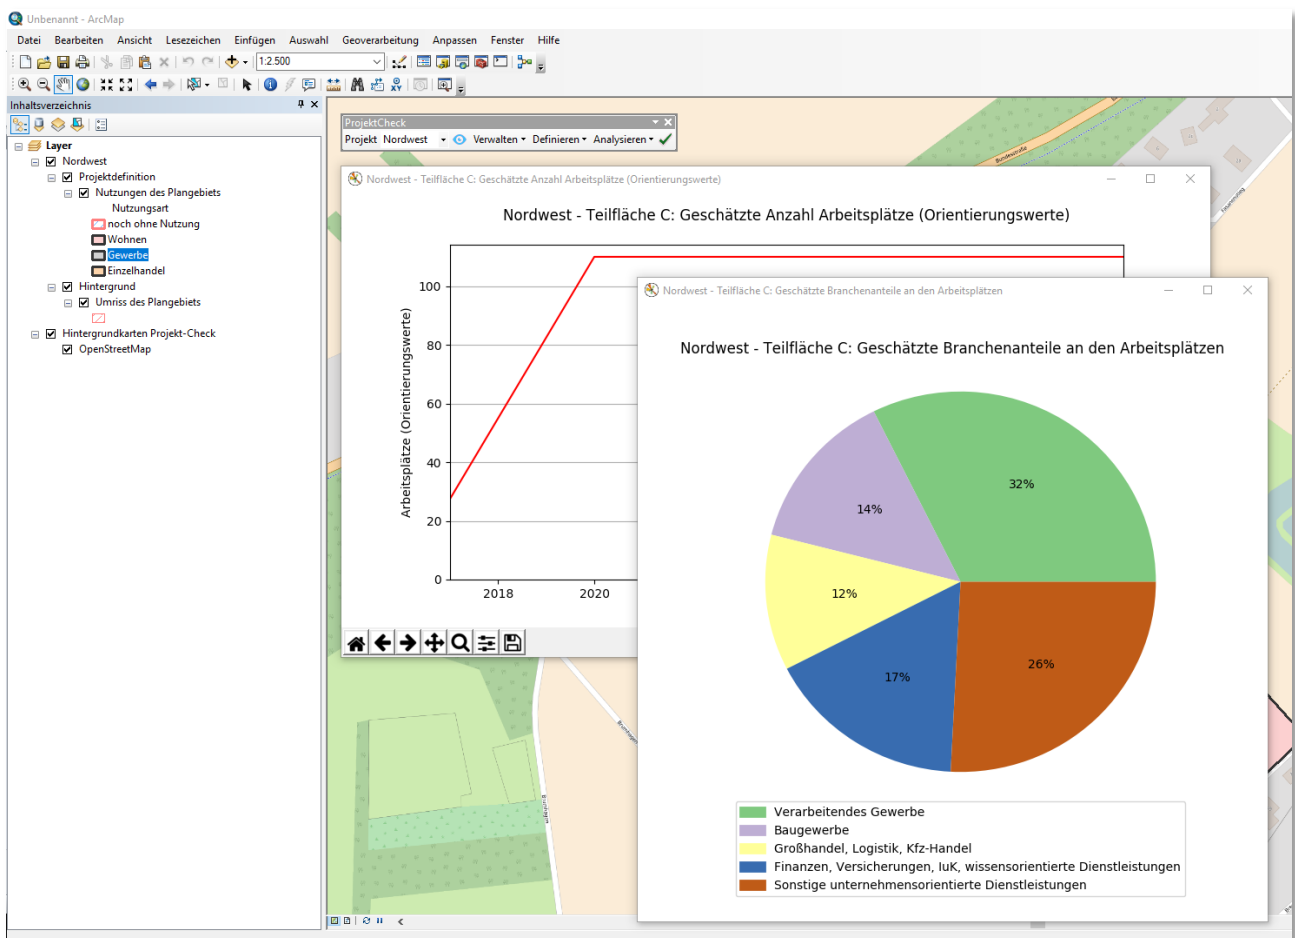 Unbenannt - ArcMap
Datei Bearbeiten Ansicht Lesezeichen Einfügen Auswahl Geoverarbeitung Anpassen Fenster Hilfe
1:2.500
Inhaltsverzeichnis
Layer
Nordwest
Projektdefinition
Nutzungen des Plangebiets
Nutzungsart
noch ohne Nutzung
Wohnen
Gewerbe
Einzelhandel
Hintergrund
Umriss des Plangebiets
Hintergrundkarten Projekt-Check
OpenStreetMap
ProjektCheck
Projekt Nordwest Verwalten Definieren Analysieren
Bundesstraße
Nordwest - Teilfläche C: Geschätzte Anzahl Arbeitsplätze (Orientierungswerte)
Nordwest - Teilfläche C: Geschätzte Anzahl Arbeitsplätze (Orientierungswerte)
Arbeitsplätze (Orientierungswerte)
100
80
60
40
20
0
2018 2020
Nordwest - Teilfläche C: Geschätzte Branchenanteile an den Arbeitsplätzen
Nordwest - Teilfläche C: Geschätzte Branchenanteile an den Arbeitsplätzen
32%
14%
12%
17%
26%
Verarbeitendes Gewerbe
Baugewerbe
Großhandel, Logistik, Kfz-Handel
Finanzen, Versicherungen, IuK, wissensorientierte Dienstleistungen
Sonstige unternehmensorientierte Dienstleistungen